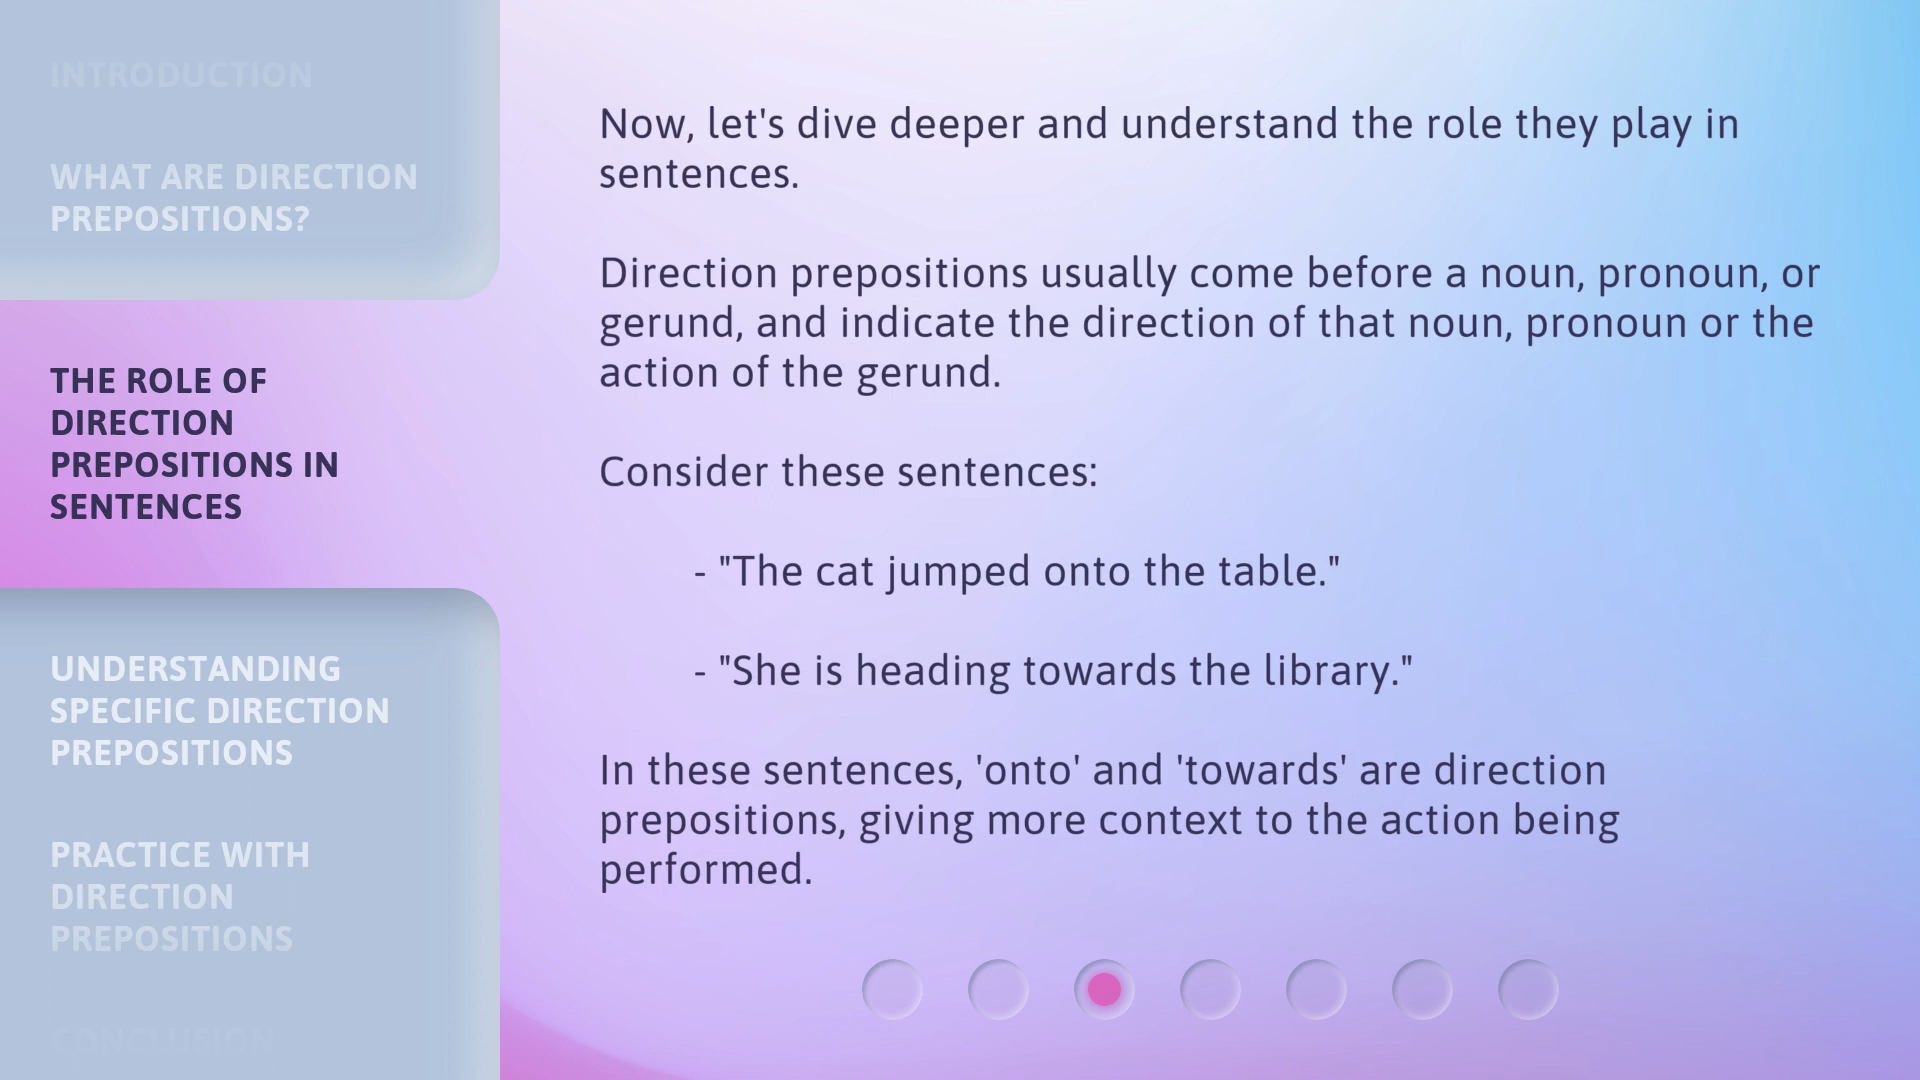 INTRODUCTION
WHAT ARE DIRECTION
PREPOSITIONS?
THE ROLE OF
DIRECTION
PREPOSITIONS IN
SENTENCES
UNDERSTANDING
SPECIFIC DIRECTION
PREPOSITIONS
PRACTICE WITH
DIRECTION
PREPOSITIONS
CONCLUSION
Now, let's dive deeper and understand the role they play in
sentences.
Direction prepositions usually come before a noun, pronoun, or
gerund, and indicate the direction of that noun, pronoun or the
action of the gerund.
Consider these sentences:
- "The cat jumped onto the table."
- "She is heading towards the library."
In these sentences, 'onto' and 'towards' are direction
prepositions, giving more context to the action being
performed.